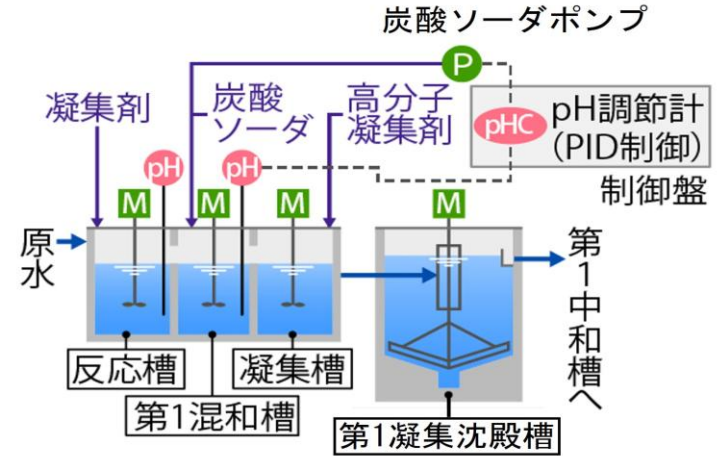 炭酸ソーダポンプ
P
凝集剤
炭酸
ソーダ
高分子
凝集剤
pHC
pH調節計
(PID制御)
制御盤
pH
pH
M
M
M
M
原水
第1中和槽へ
反応槽
凝集槽
第1混和槽
第1凝集沈殿槽